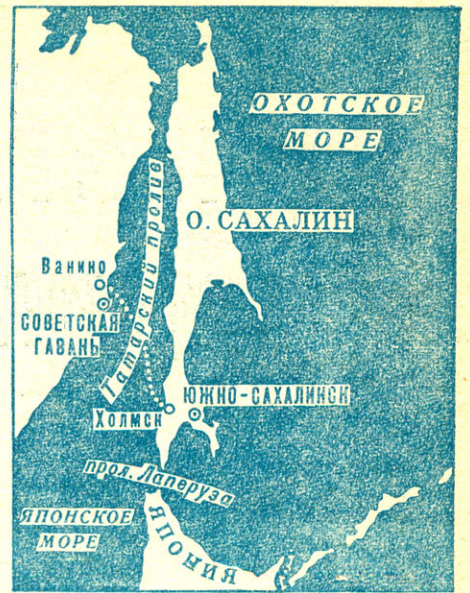 ОХОТСКОЕ
МОРЕ
Татарский пролив
О. САХАЛИН
Ванино
СОВЕТСКАЯ
ГАВАНЬ
ЮЖНО-САХАЛИНСК
Холмск
прол. Лаперуза
ЯПОНСКОЕ
МОРЕ
ЯПОНИЯ